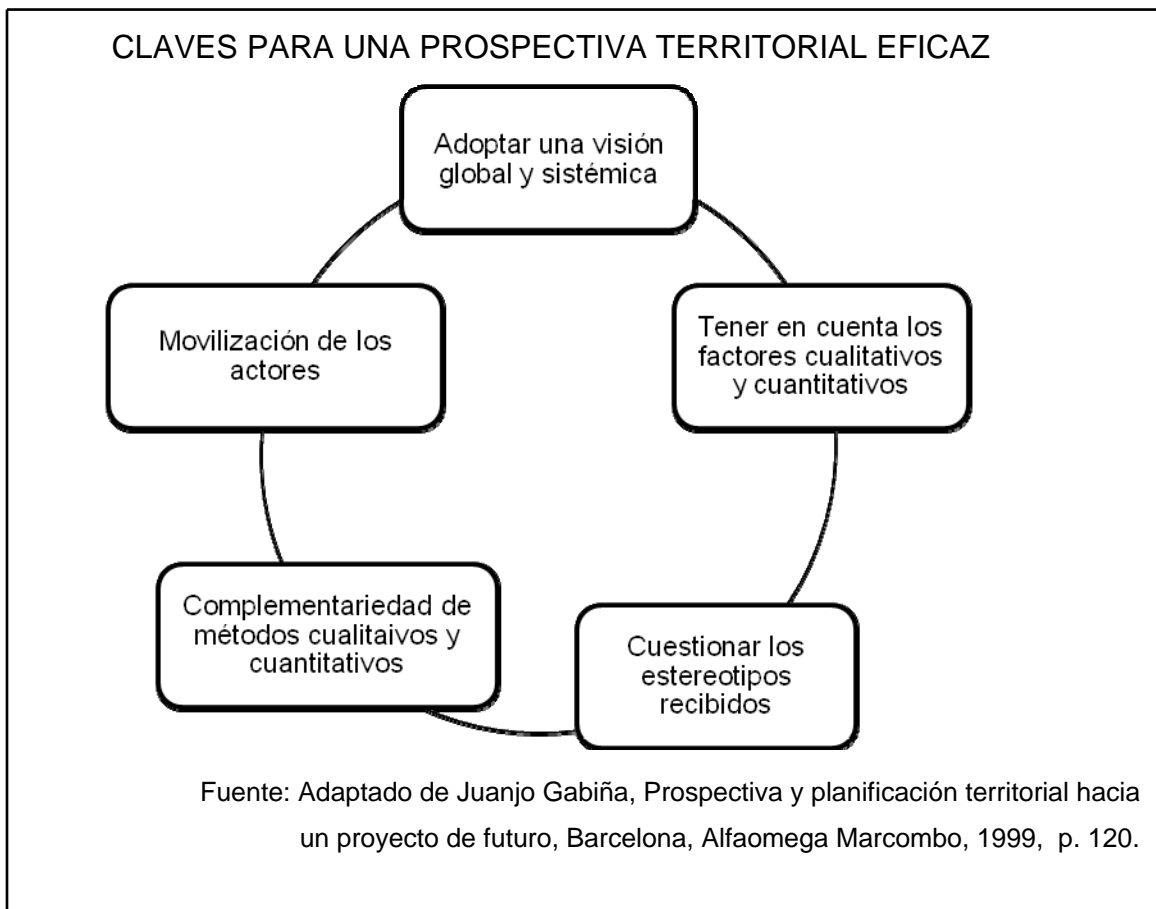 CLAVES PARA UNA PROSPECTIVA TERRITORIAL EFICAZ
Adoptar una visión
global y sistémica
Tener en cuenta los
factores cualitativos
y cuantitativos
Cuestionar los
estereotipos
recibidos
Complementariedad de
métodos cualitaivos y
cuantitativos
Movilización de los
actores
Fuente: Adaptado de Juanjo Gabiña, Prospectiva y planificación territorial hacia
un proyecto de futuro, Barcelona, Alfaomega Marcombo, 1999, p. 120.